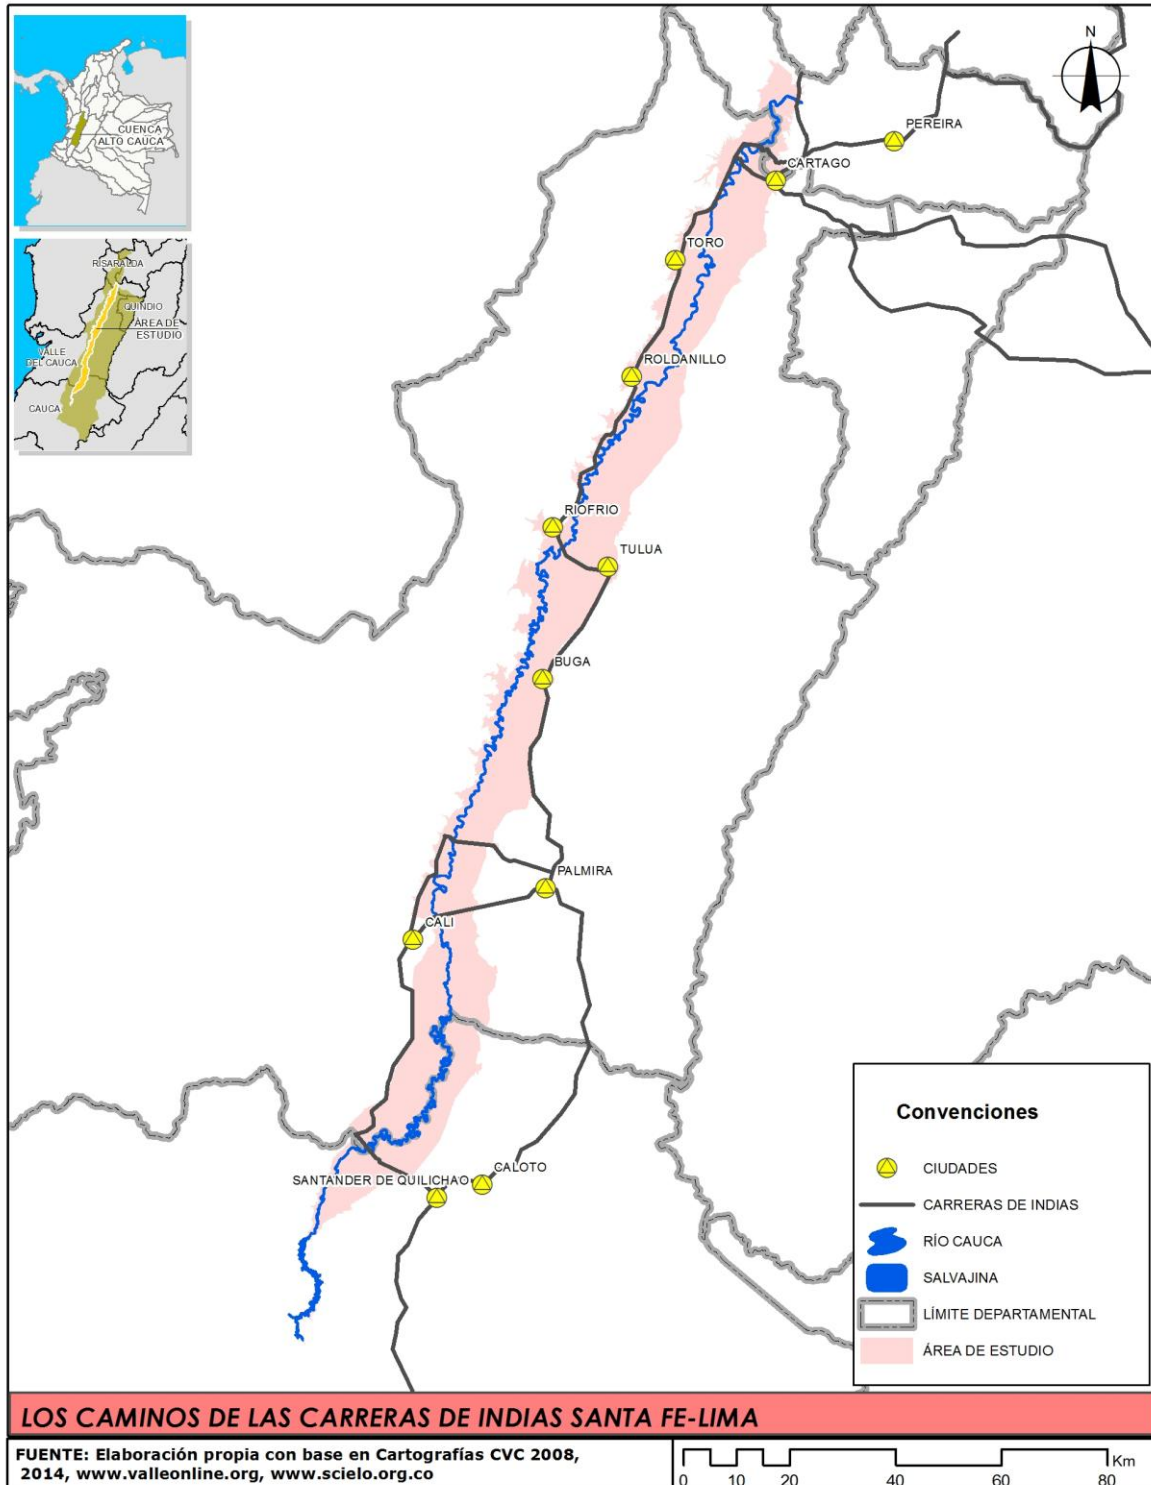 CUENCA
ALTO CAUCA
RISARALDA
QUINDIO
ÁREA DE
ESTUDIO
VALLE
DEL CAUCA
CAUCA
N
PEREIRA
CARTAGO
TORO
ROLDANILLO
RIOFRIO
TULUA
BUGA
PALMIRA
CALI
SANTANDER DE QUILICHAO
CALOTO
Convenciones
CIUDADES
CARRERAS DE INDIAS
RÍO CAUCA
SALVAJINA
LÍMITE DEPARTAMENTAL
ÁREA DE ESTUDIO
LOS CAMINOS DE LAS CARRERAS DE INDIAS SANTA FE-LIMA
FUENTE: Elaboración propia con base en Cartografías CVC 2008,
2014, www.valleonline.org, www.scielo.org.co
Km
0 10 20 40 60 80